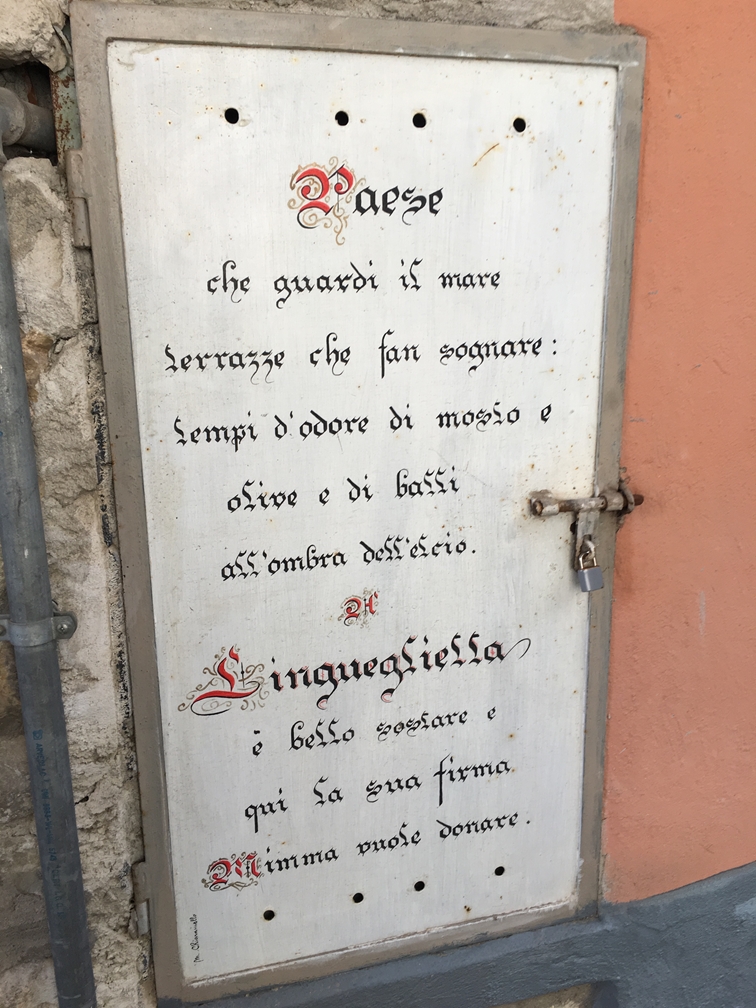 Paese
che guardi il mare
terrazze che fan sognare:
tempi d'odore di mosto e
olive e di balli
all'ombra dell'elcio.
A'
Lingueglietta
è bello sostare e
qui la sua firma
Mimma vuole donare.